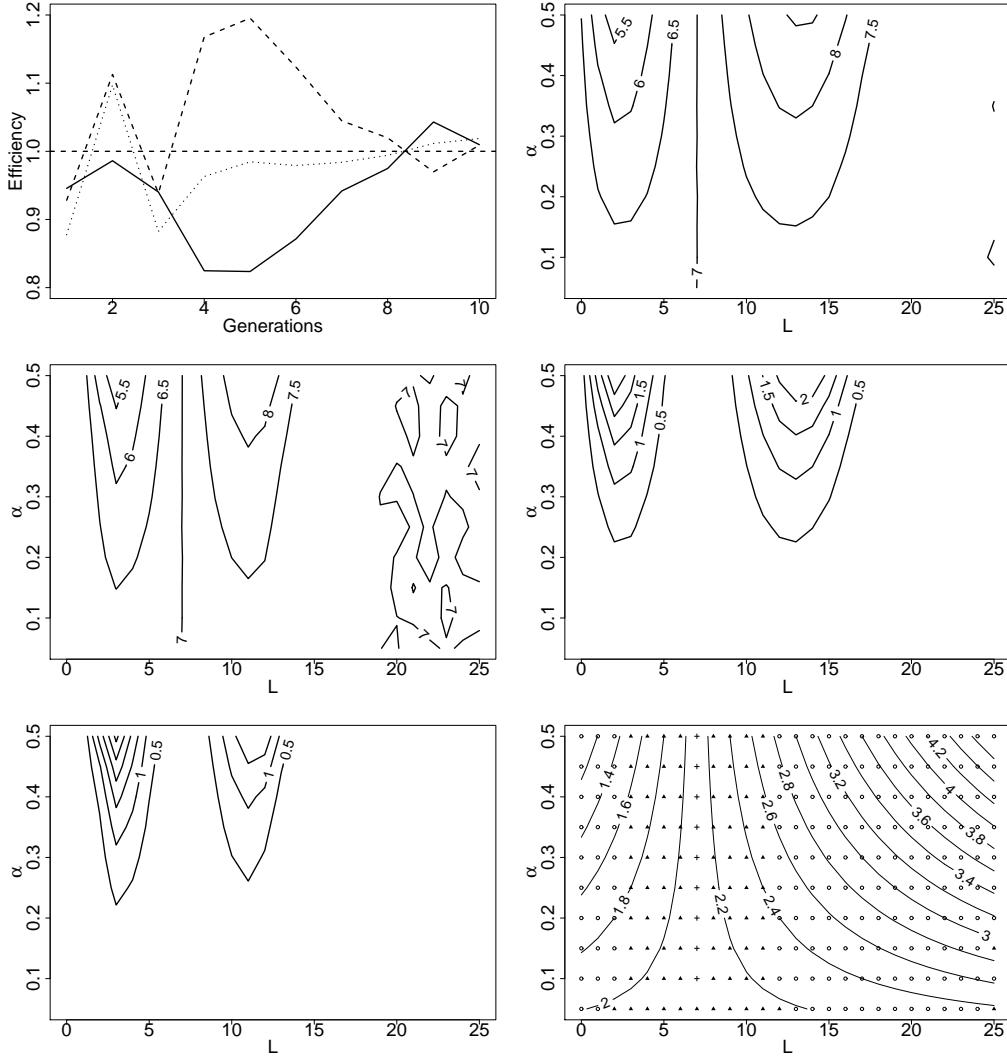 Efficiency
0.8 0.9 1.0 1.1 1.2
2 4 6 8 10
Generations
α
0.1 0.2 0.3 0.4 0.5
5.5 6.5 6 8 7.5 7
0 5 10 15 20 25
L
α
0.1 0.2 0.3 0.4 0.5
5.5 6.5 6 8 7.5 7 7 7 7 7 7 7
0 5 10 15 20 25
L
α
0.1 0.2 0.3 0.4 0.5
1.5 0.5 1 1.5 2 1 0.5
0 5 10 15 20 25
L
α
0.1 0.2 0.3 0.4 0.5
1 0.5 1 0.5
0 5 10 15 20 25
L
α
0.1 0.2 0.3 0.4 0.5
1.4 1.6 1.8 2 2.2 2.4 2.6 2.8 3.2 4.2 4 3.6 3.8 3.4 3
0 5 10 15 20 25
L